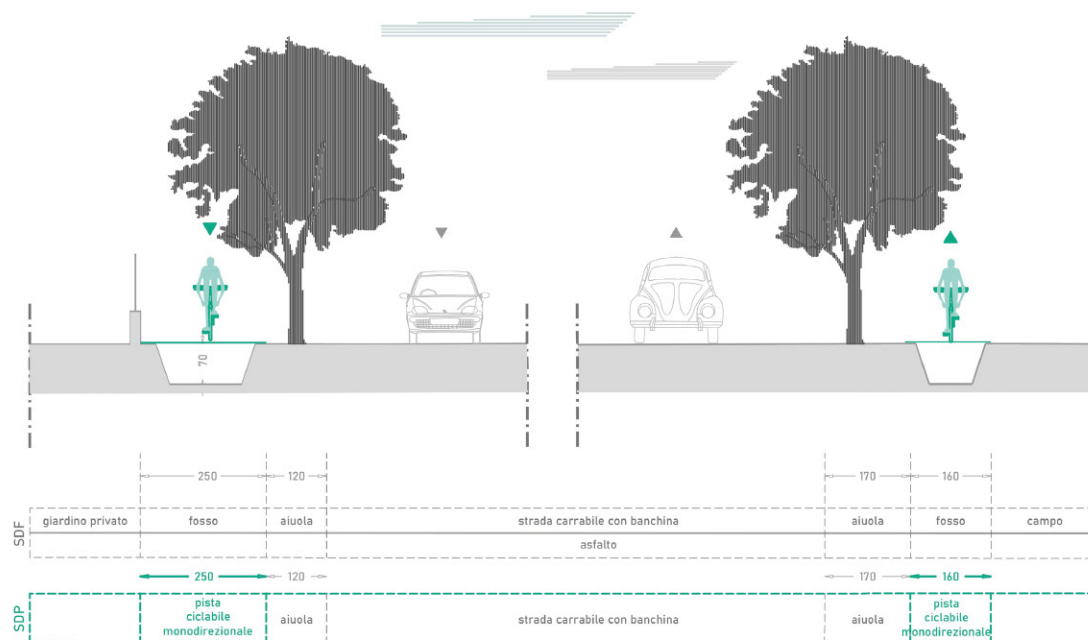 70
250 120 170 160
SDF
giardino privato fosso aiuola strada carrabile con banchina aiuola fosso campo
asfalto
250 120 170 160
SDP
pista ciclabile monodirezionale aiuola strada carrabile con banchina aiuola pista ciclabile monodirezionale